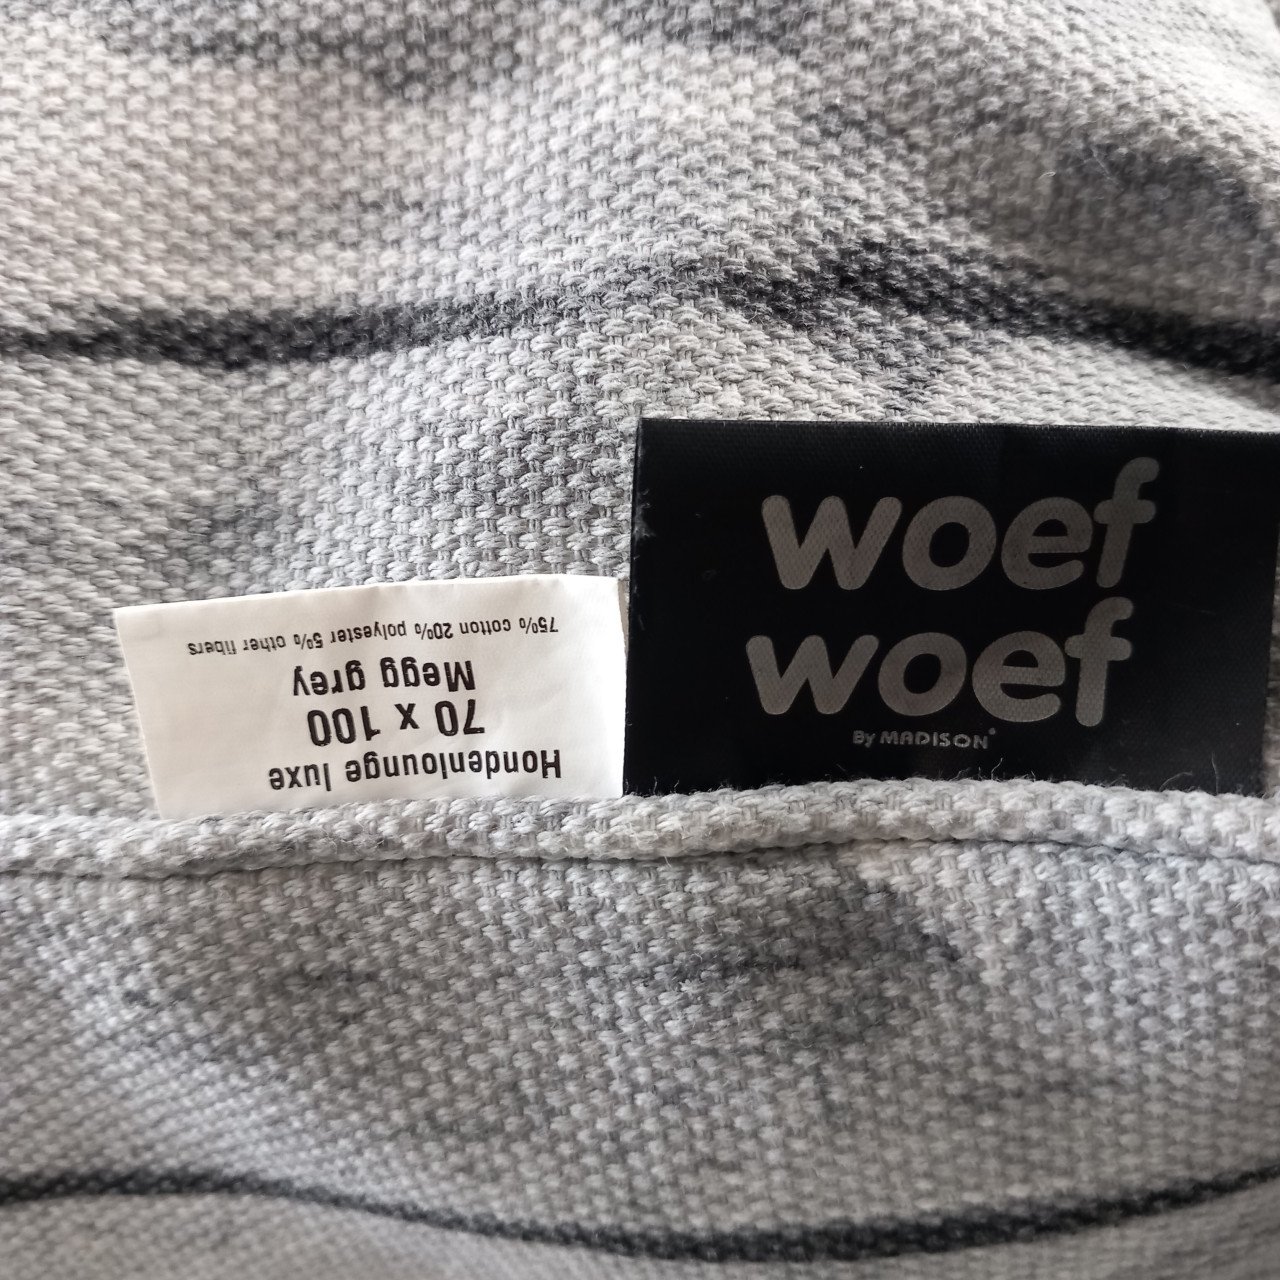 woef
woef
By MADISON®
Hondenlounge luxe
70 x 100
Megg grey
75% cotton 20% polyester 5% other fibers